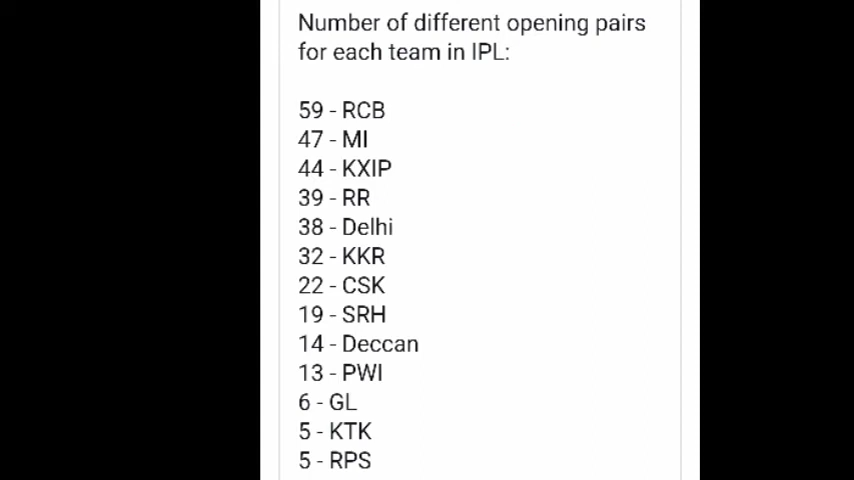 Number of different opening pairs
for each team in IPL:
59 - RCB
47 - MI
44 - KXIP
39 - RR
38 - Delhi
32 - KKR
22 - CSK
19 - SRH
14 - Deccan
13 - PWI
6 - GL
5 - KTK
5 - RPS